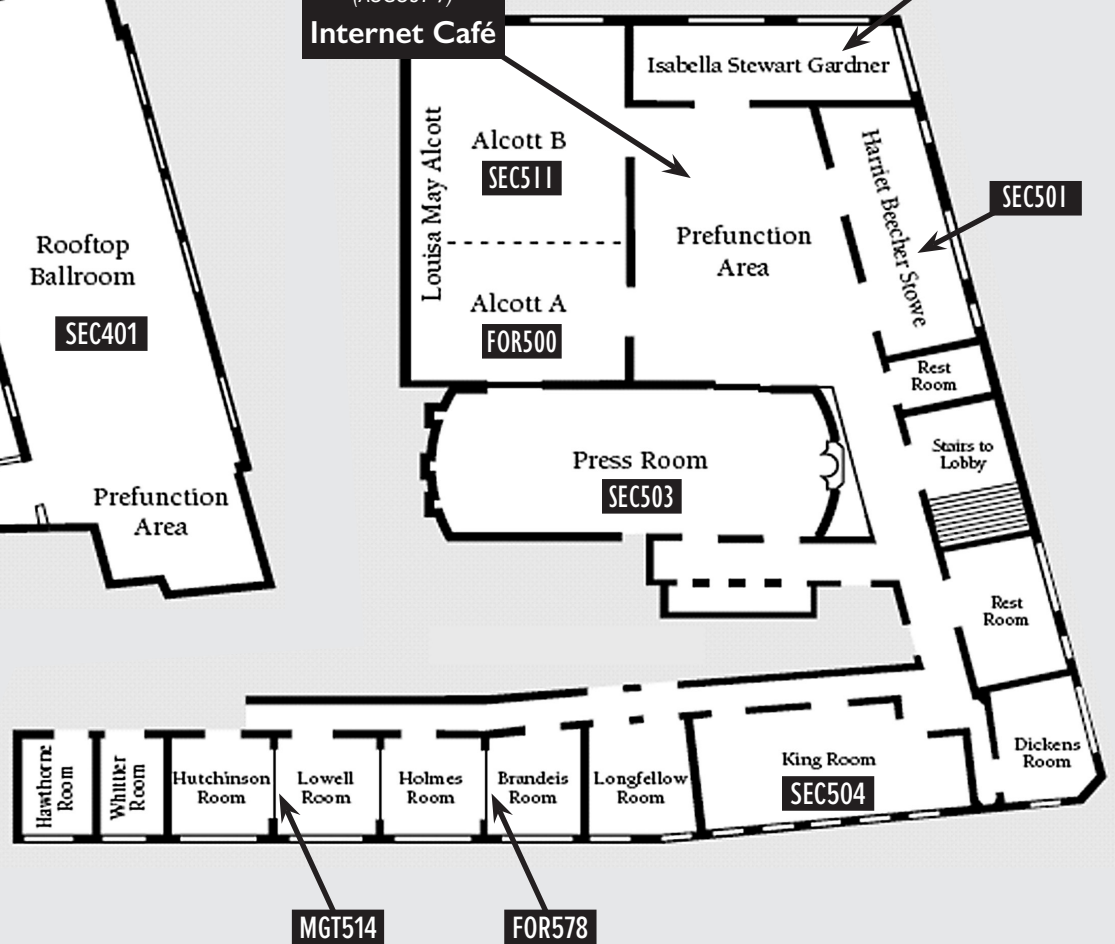 Internet Café
Isabella Stewart Gardner
Louisa May Alcott
Alcott B
SEC511
Harriet Beecher Stowe
SEC501
Prefunction
Area
Rooftop
Ballroom
SEC401
Alcott A
FOR500
Rest
Room
Stairs to
Lobby
Press Room
SEC503
Prefunction
Area
Rest
Room
Dickens
Room
King Room
SEC504
Hawthorne
Room
Whittier
Room
Hutchinson
Room
Lowell
Room
Holmes
Room
Brandeis
Room
Longfellow
Room
MGT514
FOR578